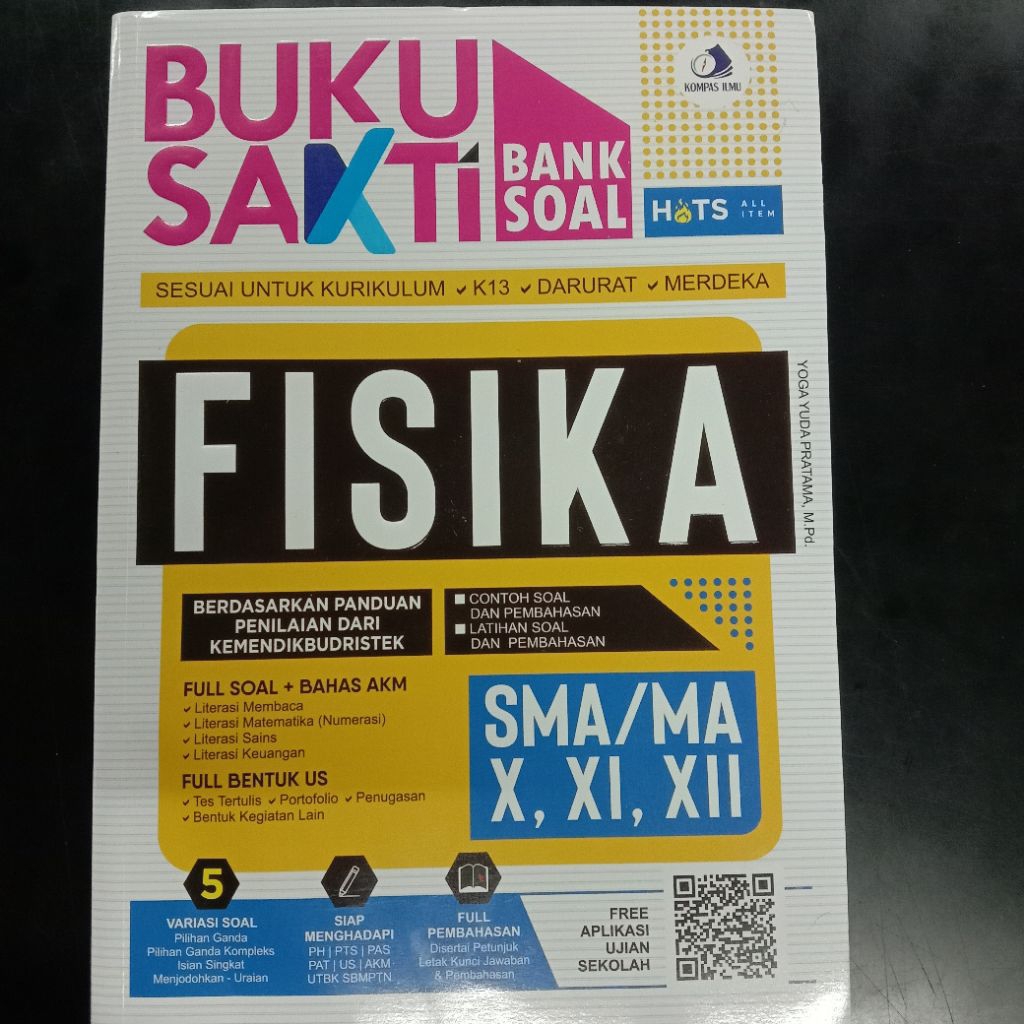 BUKU
SAKTi
BANK
SOAL
KOMPAS ILMU
HOTS
ALL
ITEM
SESUAI UNTUK KURIKULUM ✓ K13 ✓ DARURAT ✓ MERDEKA
FISIKA
YOGA YUDA PRATAMA, M.Pd.
BERDASARKAN PANDUAN
PENILAIAN DARI
KEMENDIKBUDRISTEK
■ CONTOH SOAL
DAN PEMBAHASAN
■ LATIHAN SOAL
DAN PEMBAHASAN
FULL SOAL + BAHAS AKM
✓ Literasi Membaca
✓ Literasi Matematika (Numerasi)
✓ Literasi Sains
✓ Literasi Keuangan
FULL BENTUK US
✓ Tes Tertulis ✓ Portofolio ✓ Penugasan
✓ Bentuk Kegiatan Lain
SMA/MA
X, XI, XII
5
VARIASI SOAL
Pilihan Ganda
Pilihan Ganda Kompleks
Isian Singkat
Menjodohkan - Uraian
SIAP
MENGHADAPI
PH | PTS | PAS
PAT | US | AKM
UTBK SBMPTN
FULL
PEMBAHASAN
Disertai Petunjuk
Letak Kunci Jawaban
& Pembahasan
FREE
APLIKASI
UJIAN
SEKOLAH